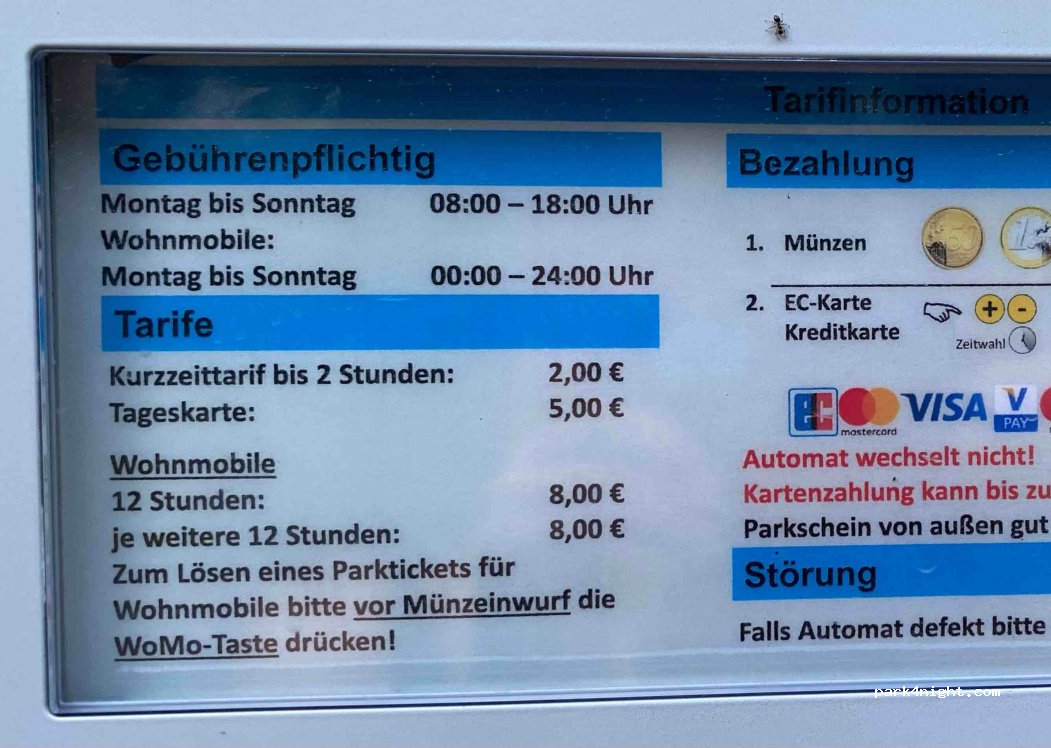 Tarifinformation
Gebührenpflichtig
Montag bis Sonntag 08:00 – 18:00 Uhr
Wohnmobile:
Montag bis Sonntag 00:00 – 24:00 Uhr
Tarife
Kurzzeittarif bis 2 Stunden: 2,00 €
Tageskarte: 5,00 €
Wohnmobile
12 Stunden: 8,00 €
je weitere 12 Stunden: 8,00 €
Zum Lösen eines Parktickets für
Wohnmobile bitte vor Münzeinwurf die
WoMo-Taste drücken!
Bezahlung
1. Münzen 50 1
2. EC-Karte
Kreditkarte
+ -
Zeitwahl
EC mastercard VISA V PAY
Automat wechselt nicht!
Kartenzahlung kann bis zu
Parkschein von außen gut
Störung
Falls Automat defekt bitte
park4night.com